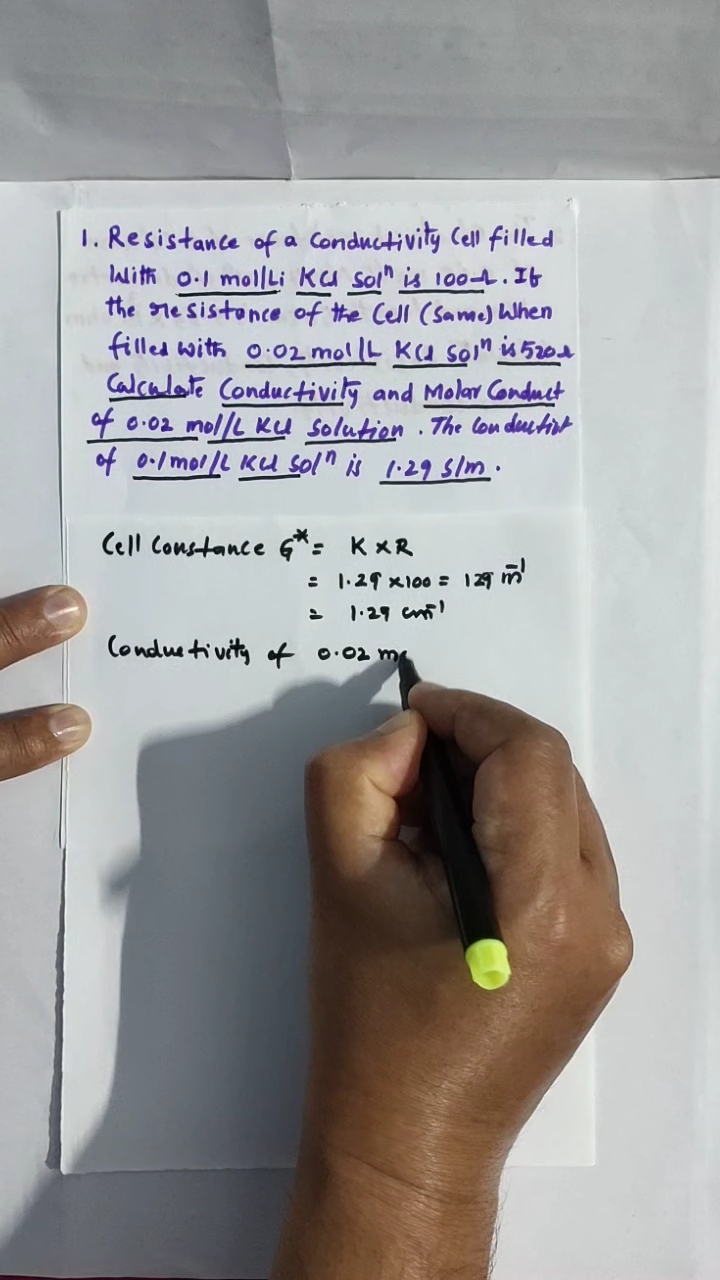 1. Resistance of a Conductivity Cell filled
With 0.1 mol/Li KCl Solⁿ is 100Ω. If
the resistance of the Cell (Same) When
filled with 0.02 mol/L KCl Solⁿ is 520Ω
Calculate Conductivity and Molar Conduct
of 0.02 mol/L KCl Solution. The Conductivt
of 0.1 mol/L KCl Solⁿ is 1.29 S/m.
Cell Constance G* = K × R
= 1.29 × 100 = 129 m⁻¹
= 1.29 cm⁻¹
Conductivity of 0.02 mo